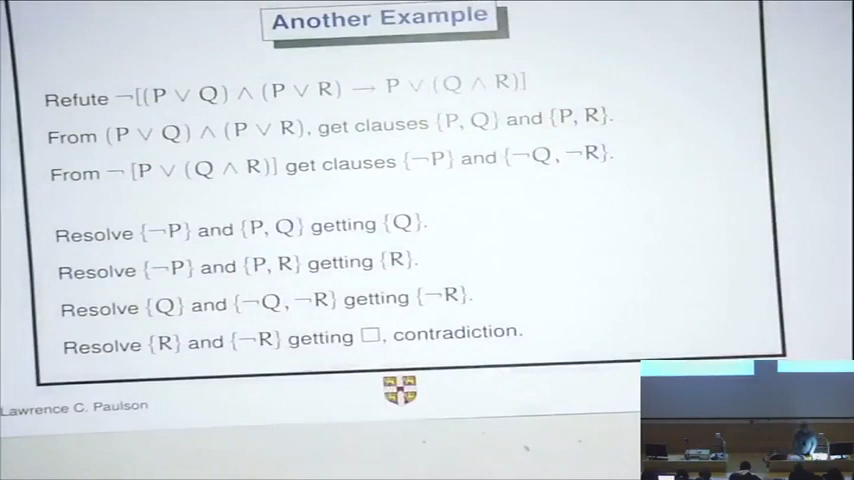 Another Example
Refute ¬[(P ∨ Q) ∧ (P ∨ R) → P ∨ (Q ∧ R)]
From (P ∨ Q) ∧ (P ∨ R), get clauses {P, Q} and {P, R}.
From ¬ [P ∨ (Q ∧ R)] get clauses {¬P} and {¬Q, ¬R}.
Resolve {¬P} and {P, Q} getting {Q}.
Resolve {¬P} and {P, R} getting {R}.
Resolve {Q} and {¬Q, ¬R} getting {¬R}.
Resolve {R} and {¬R} getting □, contradiction.
Lawrence C. Paulson